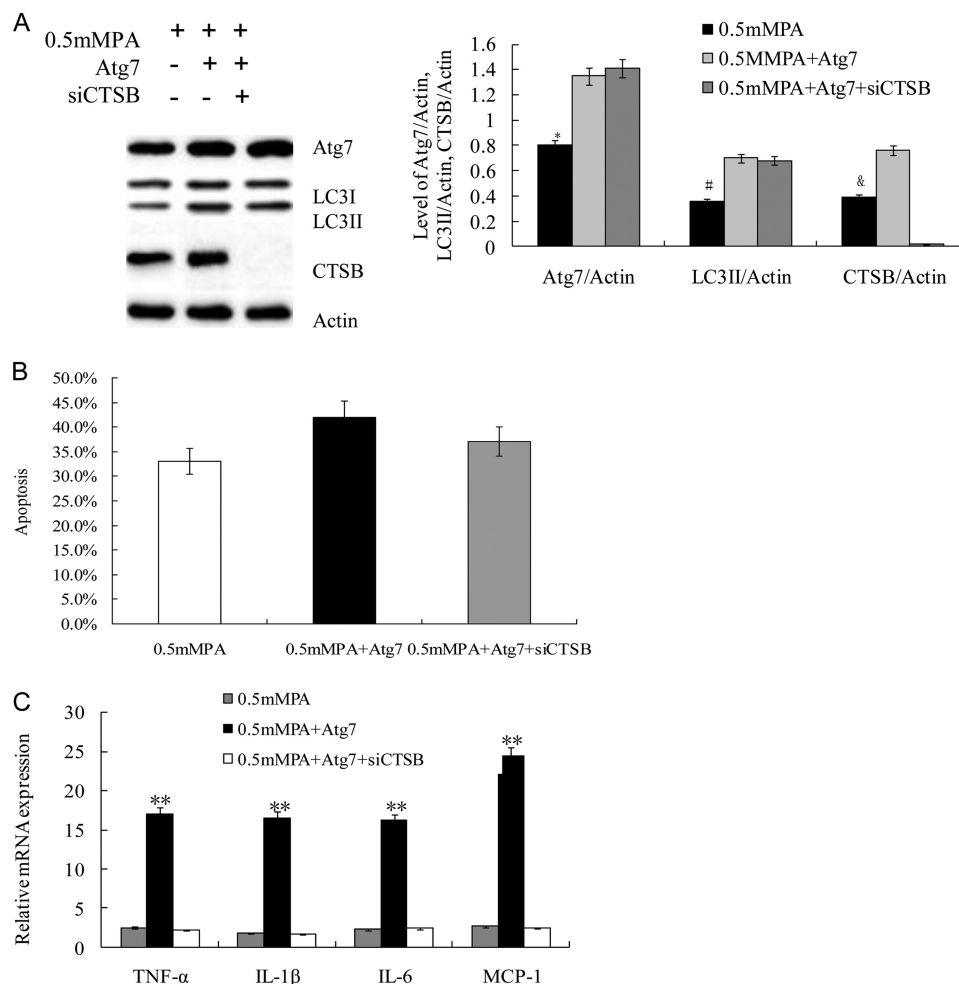 A
0.5mMPA + + +
Atg7 - + +
siCTSB - - +
Atg7
LC3I
LC3II
CTSB
Actin
Level of Atg7/Actin,
LC3II/Actin, CTSB/Actin
1.6
1.4
1.2
1
0.8
0.6
0.4
0.2
0
0.5mMPA
0.5MMPA+Atg7
0.5mMPA+Atg7+siCTSB
*
#
&
Atg7/Actin LC3II/Actin CTSB/Actin
B
Apoptosis
50.0%
45.0%
40.0%
35.0%
30.0%
25.0%
20.0%
15.0%
10.0%
5.0%
0.0%
0.5mMPA 0.5mMPA+Atg7 0.5mMPA+Atg7+siCTSB
C
Relative mRNA expression
30
25
20
15
10
5
0
0.5mMPA
0.5mMPA+Atg7
0.5mMPA+Atg7+siCTSB
** ** ** **
TNF-α IL-1β IL-6 MCP-1